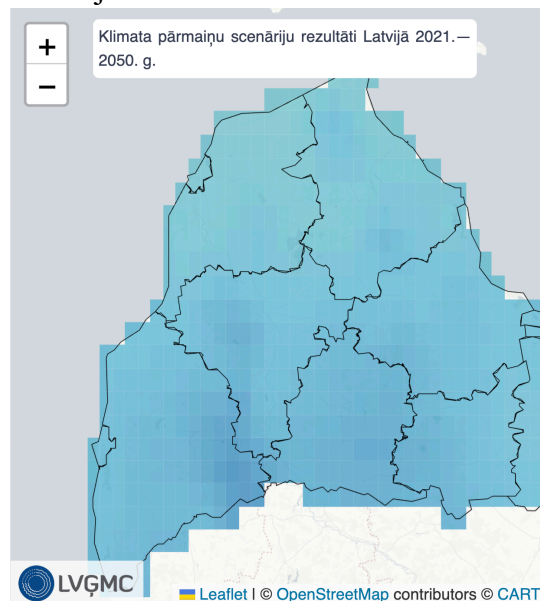 +
Klimata pārmaiņu scenāriju rezultāti Latvijā 2021.—
2050. g.
−
LVĢMC
Leaflet | © OpenStreetMap contributors © CART